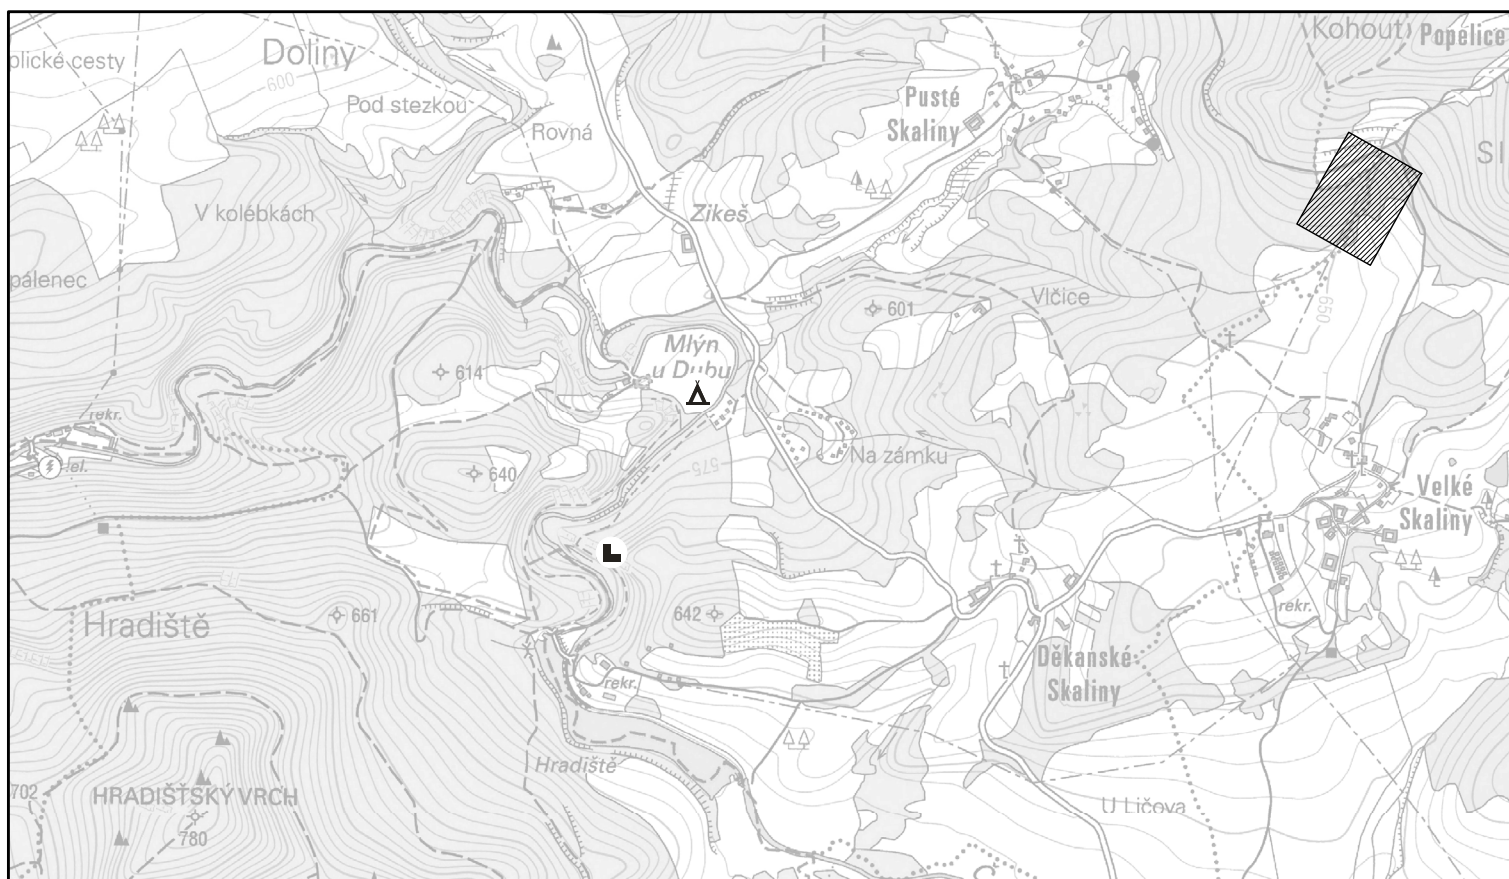 Kohout
Popelice
Doliny
blické cesty
600
Pod stezkou
Rovná
Pusté
Skaliny
V kolébkách
Zikeš
pálenec
Vlčice
601
650
Mlýn
u Dubu
614
rekr.
el.
575
Na zámku
640
Velké
Skaliny
Hradiště
661
642
rekr.
Děkanské
Skaliny
rekr.
Hradiště
702
HRADIŠŤSKÝ VRCH
780
U Ličova